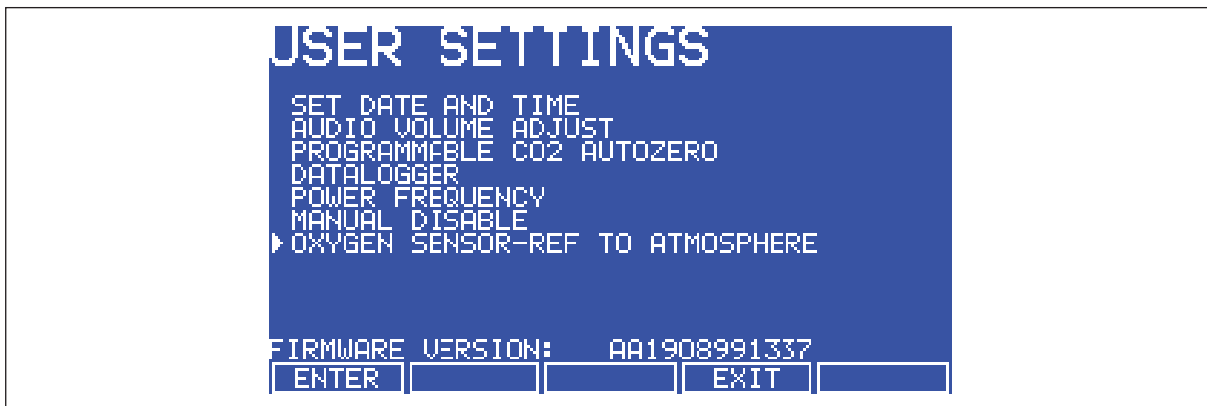 USER SETTINGS
SET DATE AND TIME
AUDIO VOLUME ADJUST
PROGRAMMABLE CO2 AUTOZERO
DATALOGGER
POWER FREQUENCY
MANUAL DISABLE
OXYGEN SENSOR-REF TO ATMOSPHERE
FIRMWARE VERSION: AA1908991337
ENTER EXIT